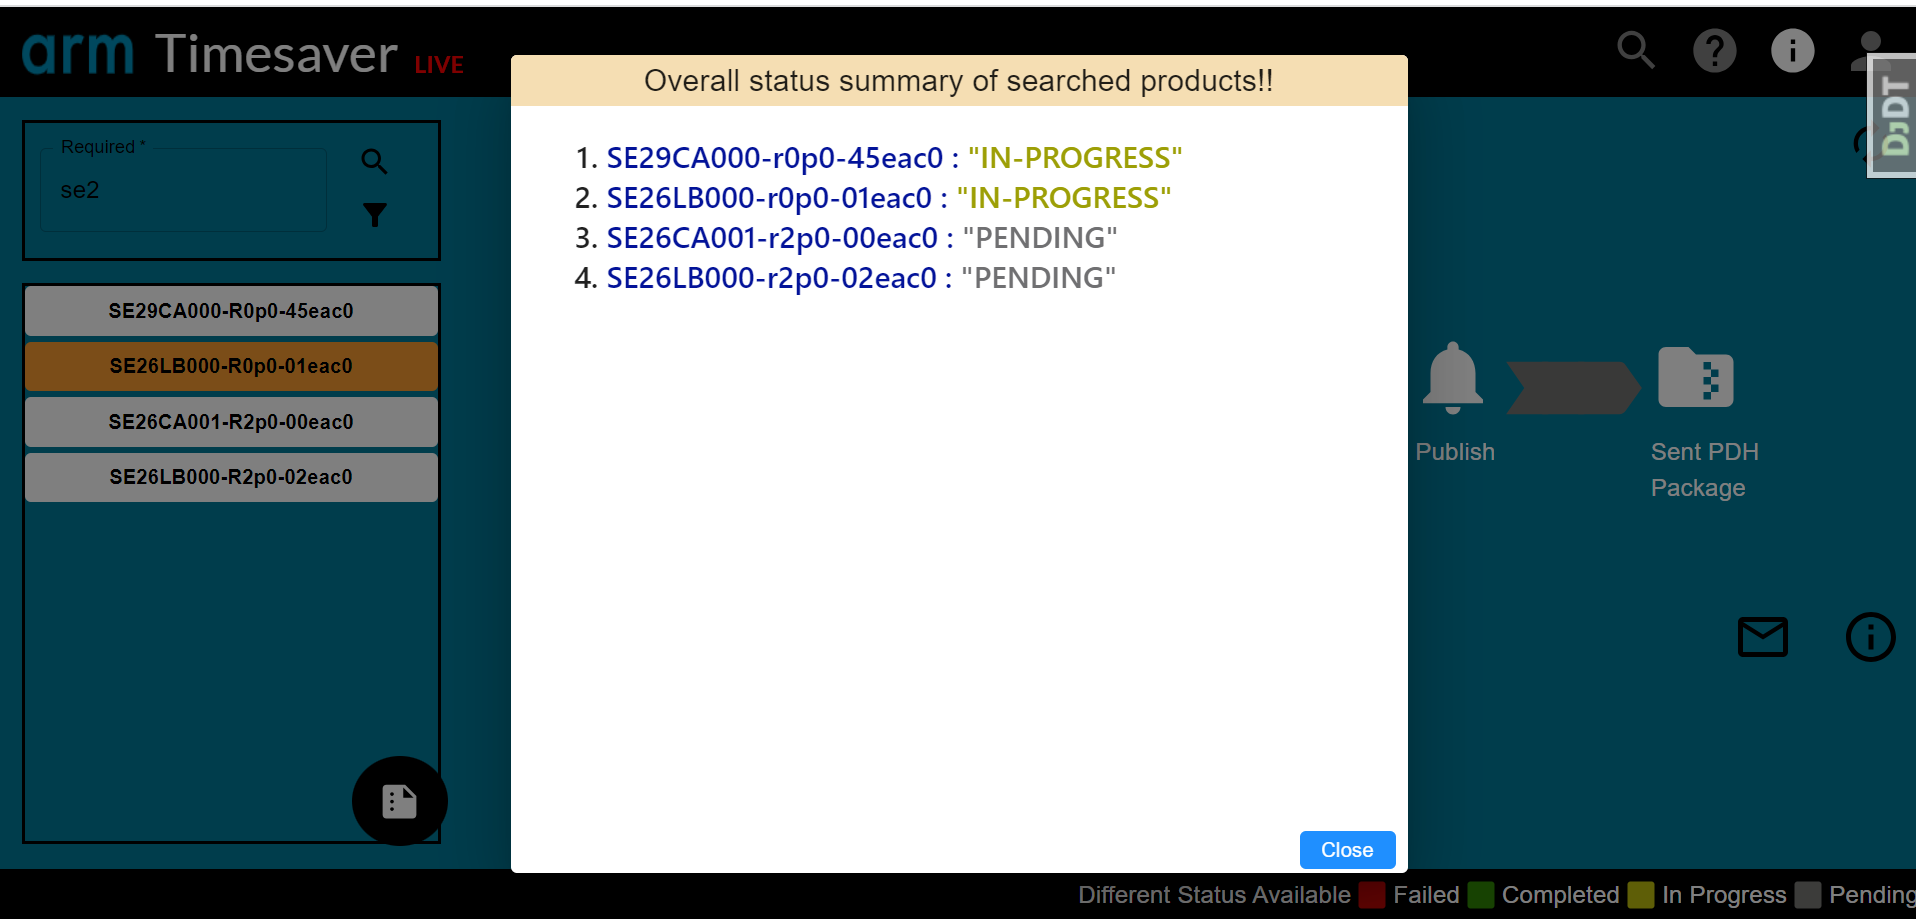 arm Timesaver LIVE
Overall status summary of searched products!!
Required *
se2
1. SE29CA000-r0p0-45eac0 : "IN-PROGRESS"
2. SE26LB000-r0p0-01eac0 : "IN-PROGRESS"
3. SE26CA001-r2p0-00eac0 : "PENDING"
4. SE26LB000-r2p0-02eac0 : "PENDING"
DJDT
SE29CA000-R0p0-45eac0
SE26LB000-R0p0-01eac0
SE26CA001-R2p0-00eac0
SE26LB000-R2p0-02eac0
Publish
Sent PDH
Package
Close
Different Status Available Failed Completed In Progress Pending